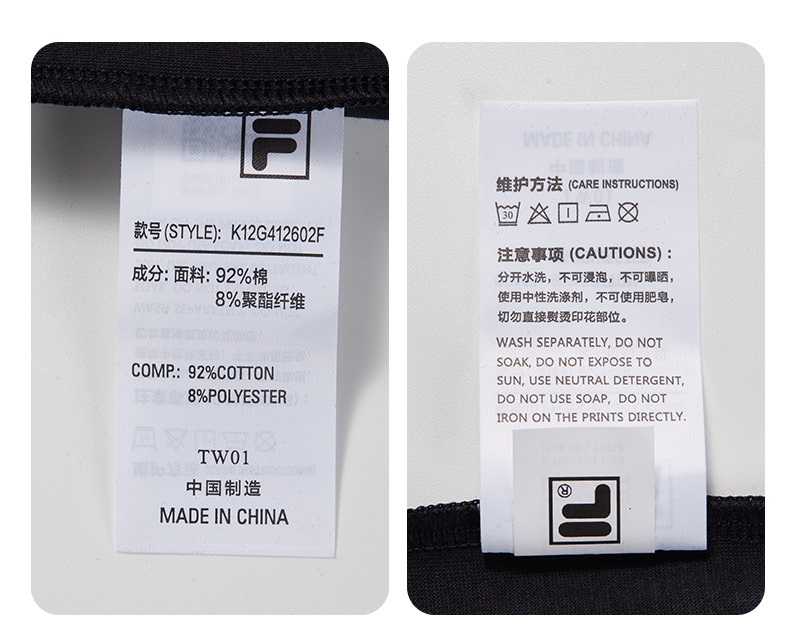 款号(STYLE): K12G412602F
成分: 面料: 92%棉
8%聚酯纤维
COMP.: 92%COTTON
8%POLYESTER
TW01
中国制造
MADE IN CHINA
维护方法 (CARE INSTRUCTIONS)
30
注意事项 (CAUTIONS) :
分开水洗，不可浸泡，不可曝晒，
使用中性洗涤剂，不可使用肥皂，
切勿直接熨烫印花部位。
WASH SEPARATELY, DO NOT
SOAK, DO NOT EXPOSE TO
SUN, USE NEUTRAL DETERGENT,
DO NOT USE SOAP, DO NOT
IRON ON THE PRINTS DIRECTLY.
®